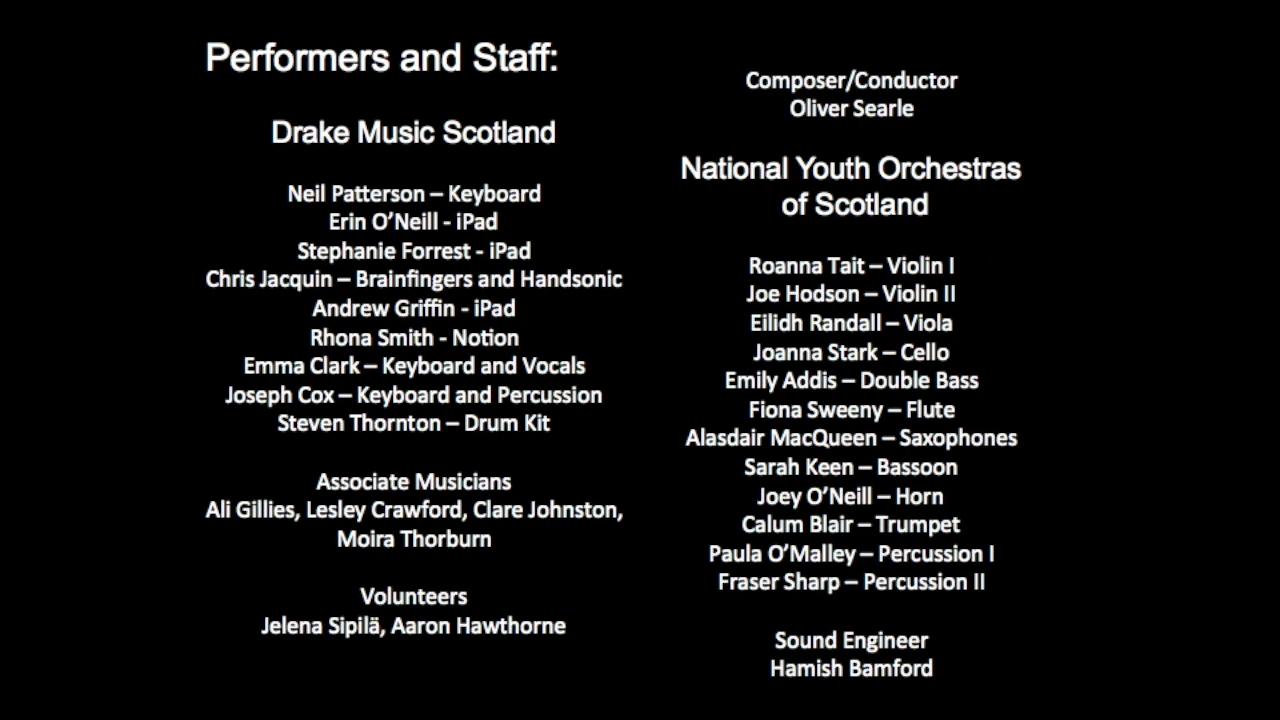 Performers and Staff:
Drake Music Scotland
Neil Patterson – Keyboard
Erin O’Neill - iPad
Stephanie Forrest - iPad
Chris Jacquin – Brainfingers and Handsonic
Andrew Griffin - iPad
Rhona Smith - Notion
Emma Clark – Keyboard and Vocals
Joseph Cox – Keyboard and Percussion
Steven Thornton – Drum Kit
Associate Musicians
Ali Gillies, Lesley Crawford, Clare Johnston,
Moira Thorburn
Volunteers
Jelena Sipilä, Aaron Hawthorne
Composer/Conductor
Oliver Searle
National Youth Orchestras
of Scotland
Roanna Tait – Violin I
Joe Hodson – Violin II
Eilidh Randall – Viola
Joanna Stark – Cello
Emily Addis – Double Bass
Fiona Sweeny – Flute
Alasdair MacQueen – Saxophones
Sarah Keen – Bassoon
Joey O’Neill – Horn
Calum Blair – Trumpet
Paula O’Malley – Percussion I
Fraser Sharp – Percussion II
Sound Engineer
Hamish Bamford